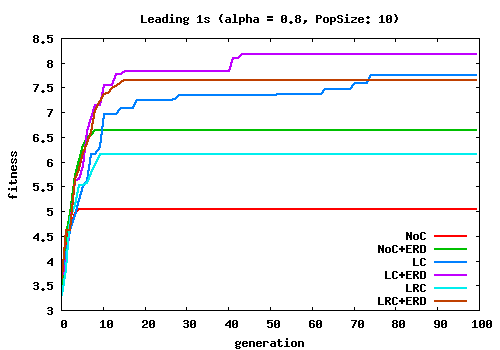 Leading 1s (alpha = 0.8, PopSize: 10)
8.5
8
7.5
7
6.5
6
5.5
5
4.5
4
3.5
3
fitness
NoC
NoC+ERD
LC
LC+ERD
LRC
LRC+ERD
0 10 20 30 40 50 60 70 80 90 100
generation